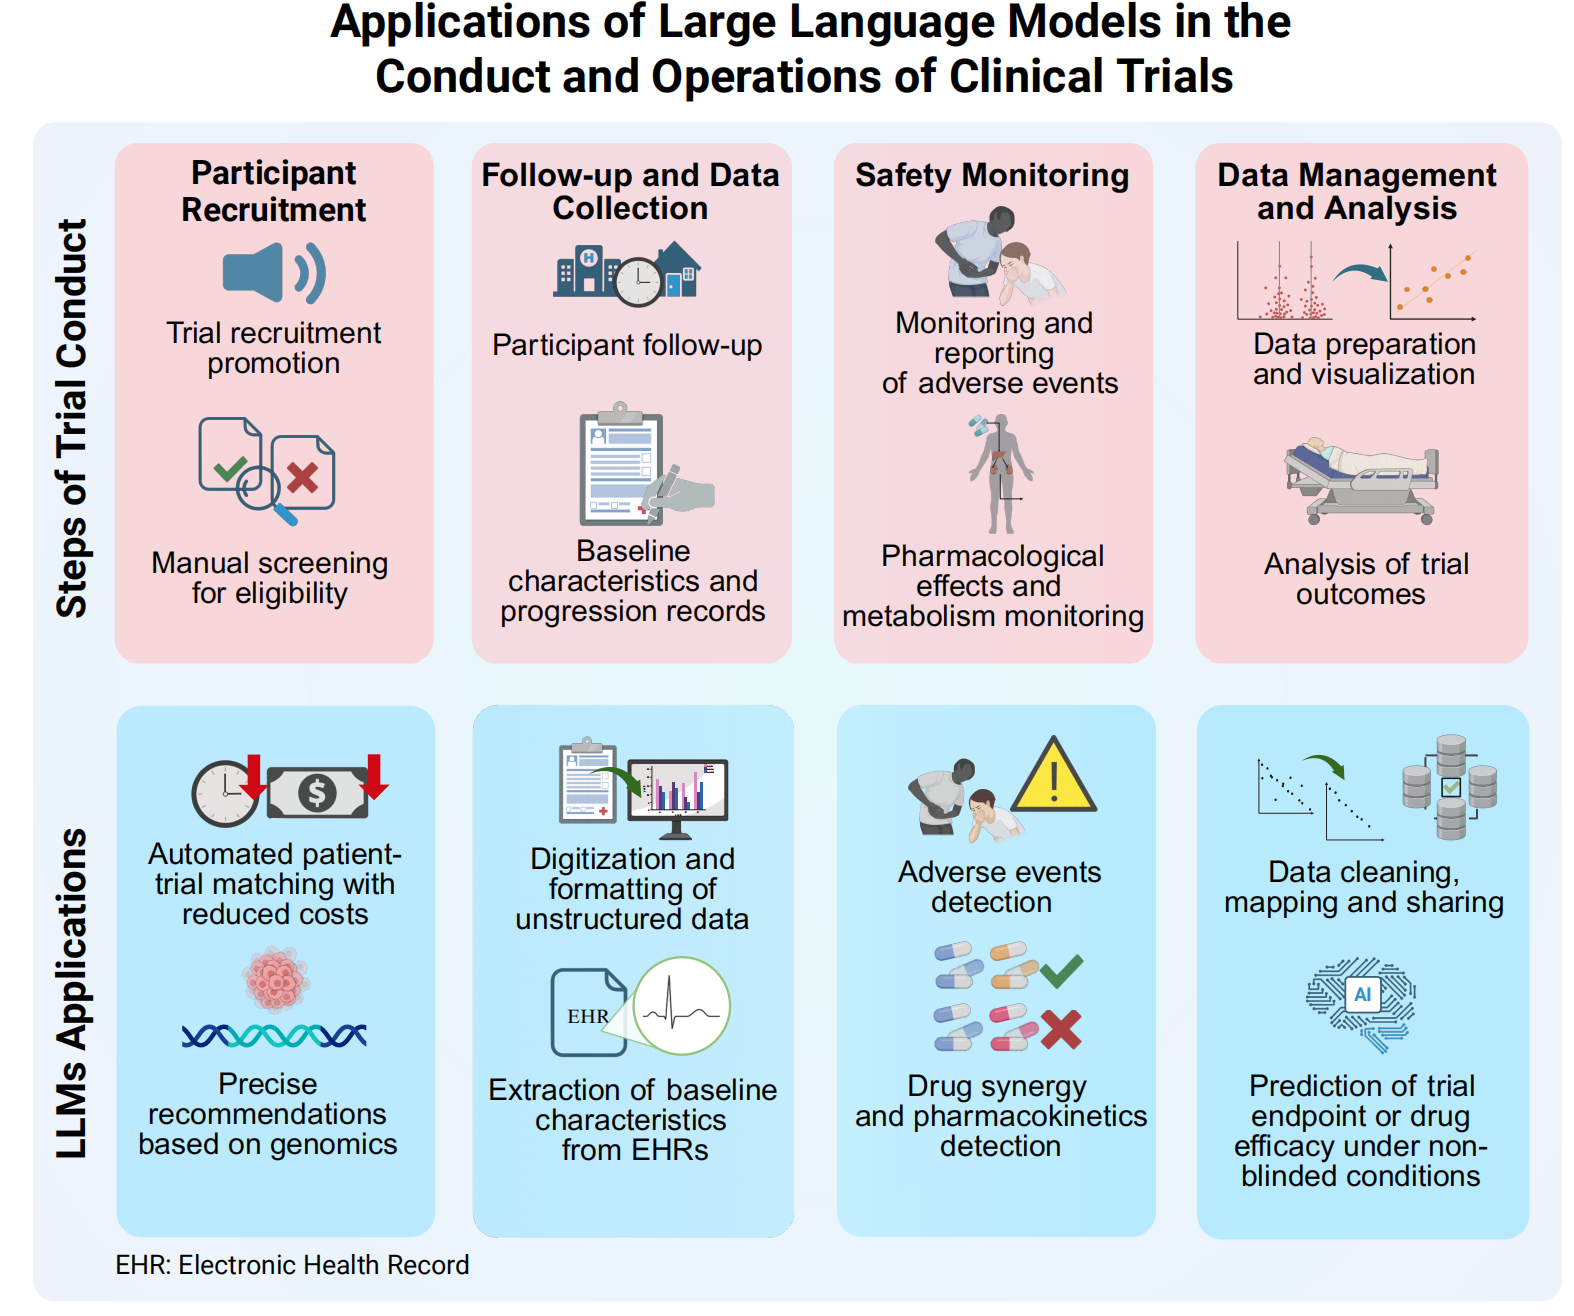 Applications of Large Language Models in the
Conduct and Operations of Clinical Trials
Steps of Trial Conduct
Participant
Recruitment
Trial recruitment
promotion
Manual screening
for eligibility
Follow-up and Data
Collection
H
Participant follow-up
Baseline
characteristics and
progression records
Safety Monitoring
Monitoring and
reporting
of adverse events
Pharmacological
effects and
metabolism monitoring
Data Management
and Analysis
Data preparation
and visualization
Analysis of trial
outcomes
LLMs Applications
$
Automated patient-
trial matching with
reduced costs
Precise
recommendations
based on genomics
Digitization and
formatting of
unstructured data
EHR
Extraction of baseline
characteristics
from EHRs
!
Adverse events
detection
Drug synergy
and pharmacokinetics
detection
Data cleaning,
mapping and sharing
AI
Prediction of trial
endpoint or drug
efficacy under non-
blinded conditions
EHR: Electronic Health Record